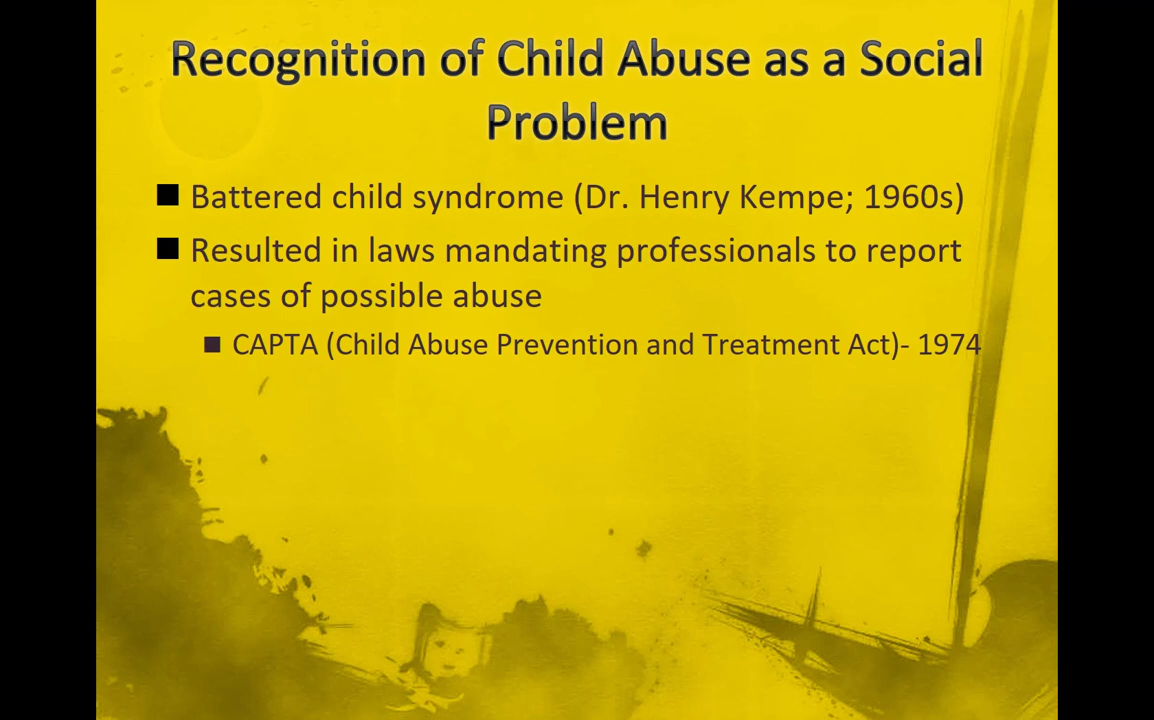 Recognition of Child Abuse as a Social
Problem
Battered child syndrome (Dr. Henry Kempe; 1960s)
Resulted in laws mandating professionals to report
cases of possible abuse
CAPTA (Child Abuse Prevention and Treatment Act)- 1974